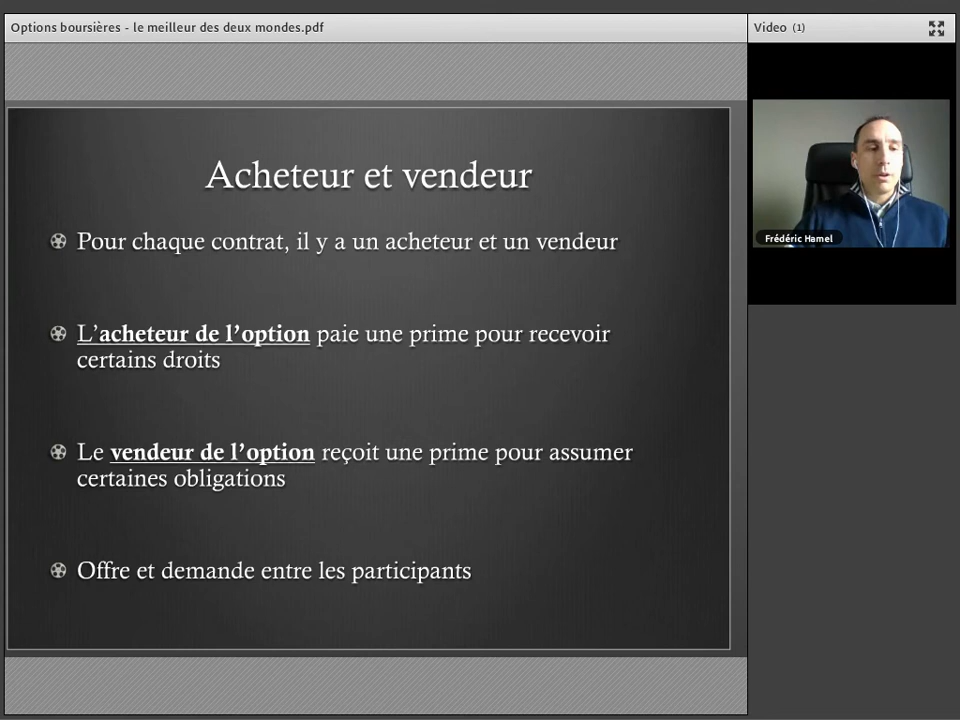 Options boursières - le meilleur des deux mondes.pdf
Video (1)
Acheteur et vendeur
Pour chaque contrat, il y a un acheteur et un vendeur
L’acheteur de l’option paie une prime pour recevoir
certains droits
Le vendeur de l’option reçoit une prime pour assumer
certaines obligations
Offre et demande entre les participants
Frédéric Hamel